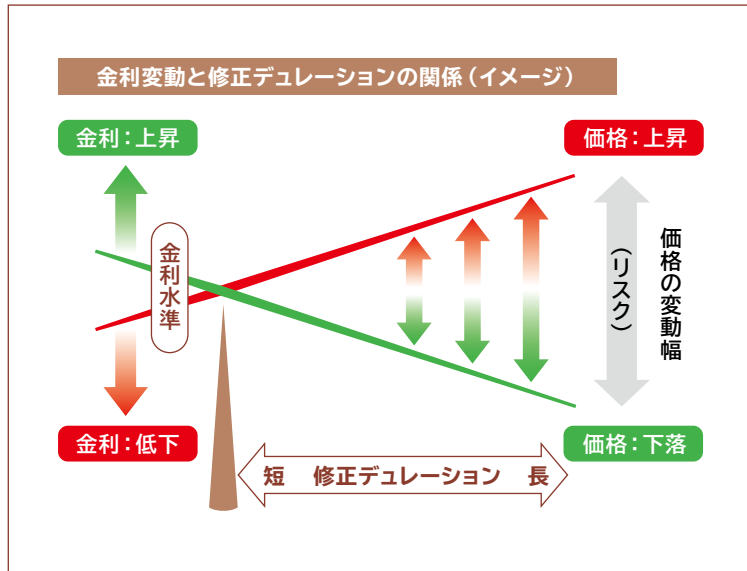 金利変動と修正デュレーションの関係(イメージ)
金利:上昇
価格:上昇
金利水準
価格の変動幅
(リスク)
金利:低下
価格:下落
短 修正デュレーション 長